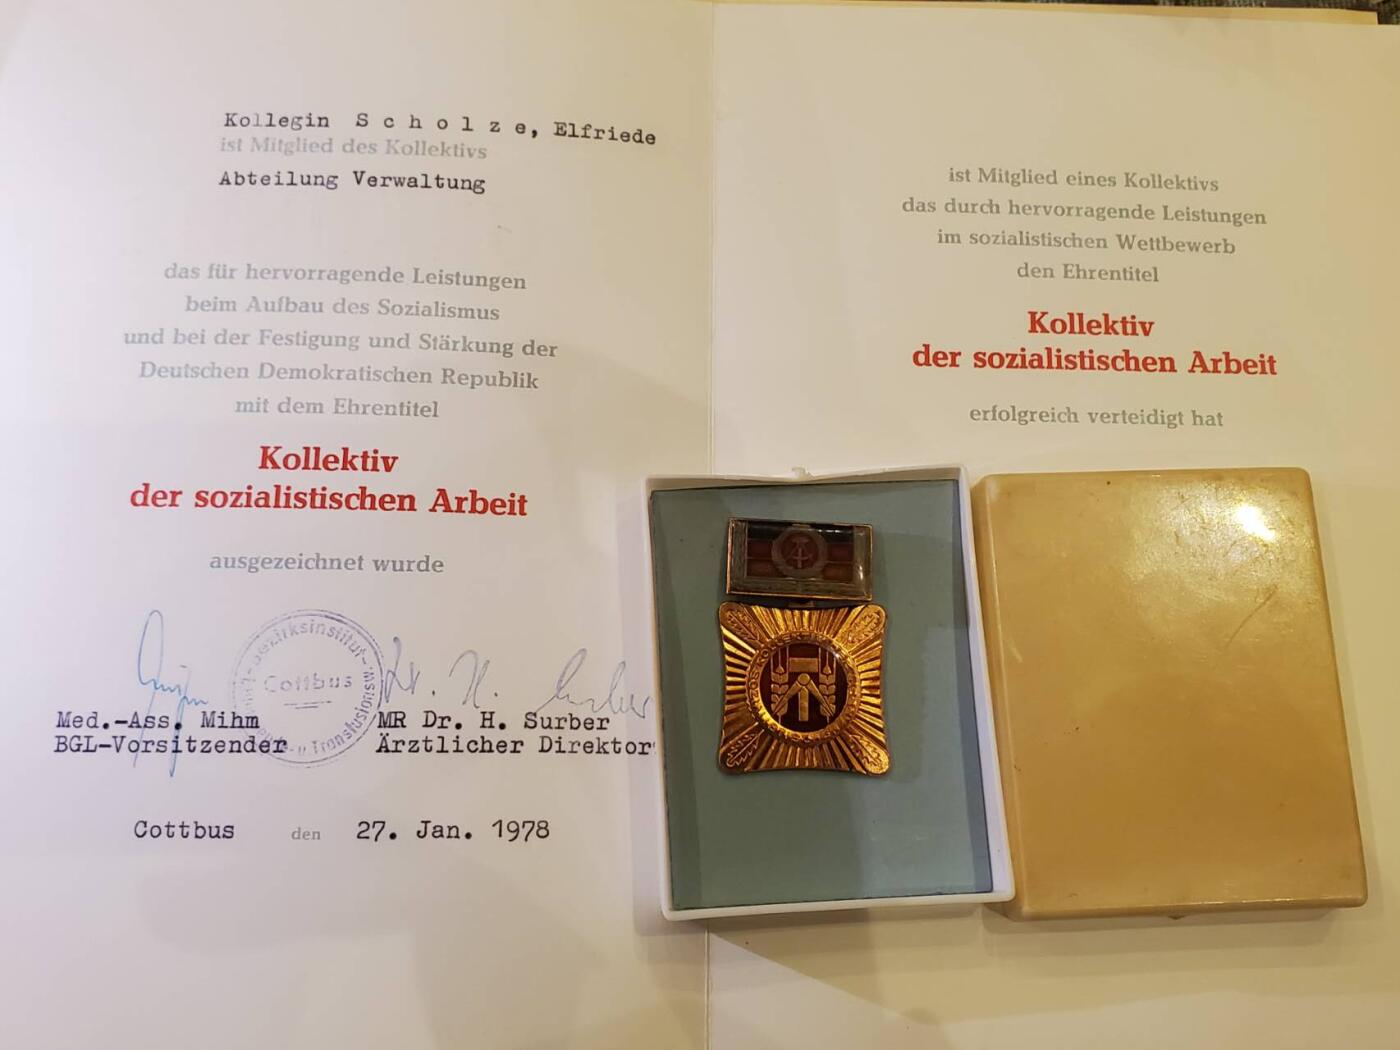 Kollegin S c h o l z e, Elfriede
ist Mitglied des Kollektivs
Abteilung Verwaltung
das für hervorragende Leistungen
beim Aufbau des Sozialismus
und bei der Festigung und Stärkung der
Deutschen Demokratischen Republik
mit dem Ehrentitel
Kollektiv
der sozialistischen Arbeit
ausgezeichnet wurde
Cottbus
Med.-Ass. Mihm
BGL-Vorsitzender
MR Dr. H. Surber
Ärztlicher Direktor
Cottbus den 27. Jan. 1978
ist Mitglied eines Kollektivs
das durch hervorragende Leistungen
im sozialistischen Wettbewerb
den Ehrentitel
Kollektiv
der sozialistischen Arbeit
erfolgreich verteidigt hat